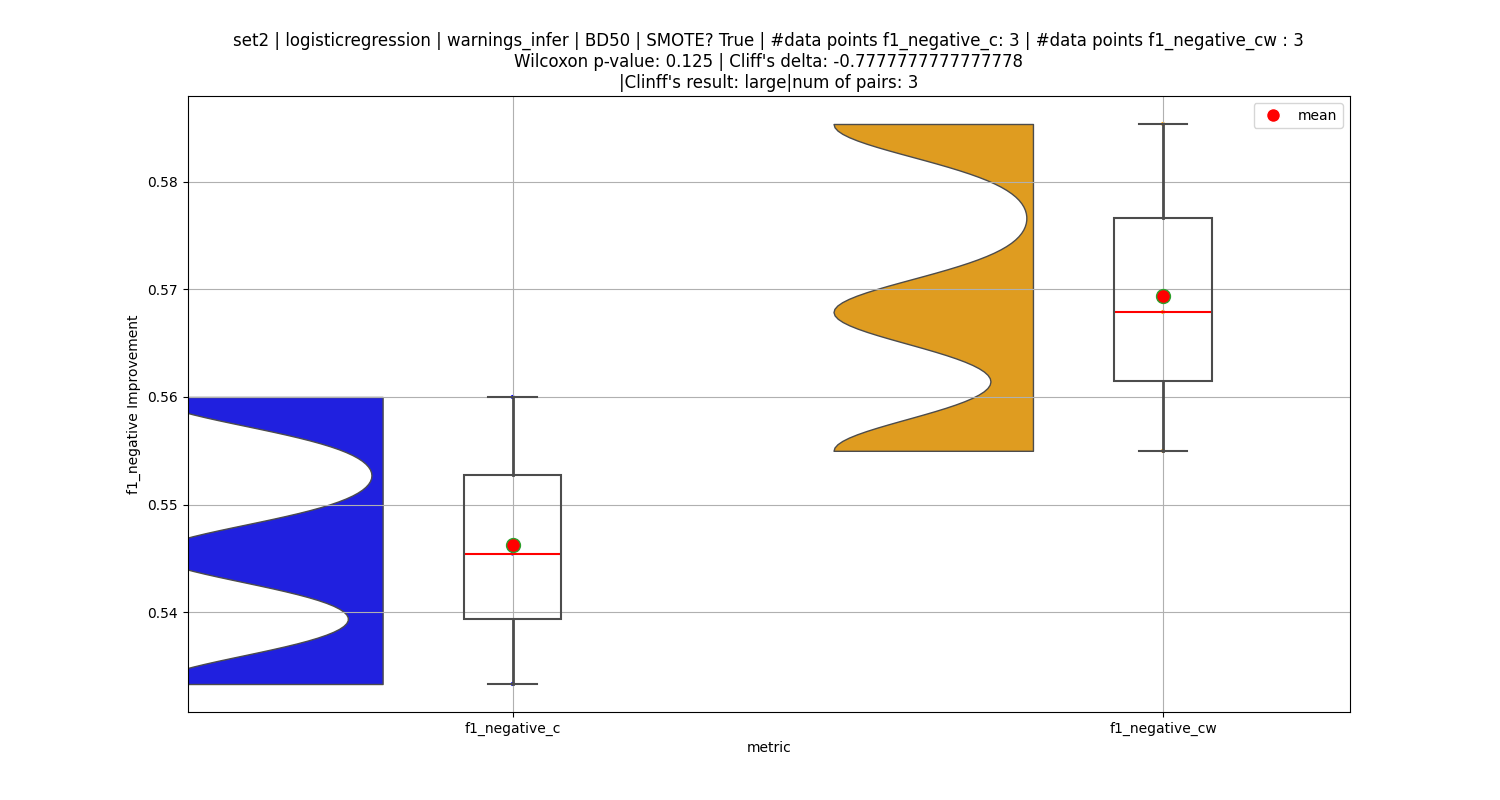 set2 | logisticregression | warnings_infer | BD50 | SMOTE? True | #data points f1_negative_c: 3 | #data points f1_negative_cw : 3
Wilcoxon p-value: 0.125 | Cliff's delta: -0.7777777777777778
|Clinff's result: large|num of pairs: 3
mean
0.58
0.57
0.56
0.55
0.54
f1_negative Improvement
f1_negative_c
f1_negative_cw
metric